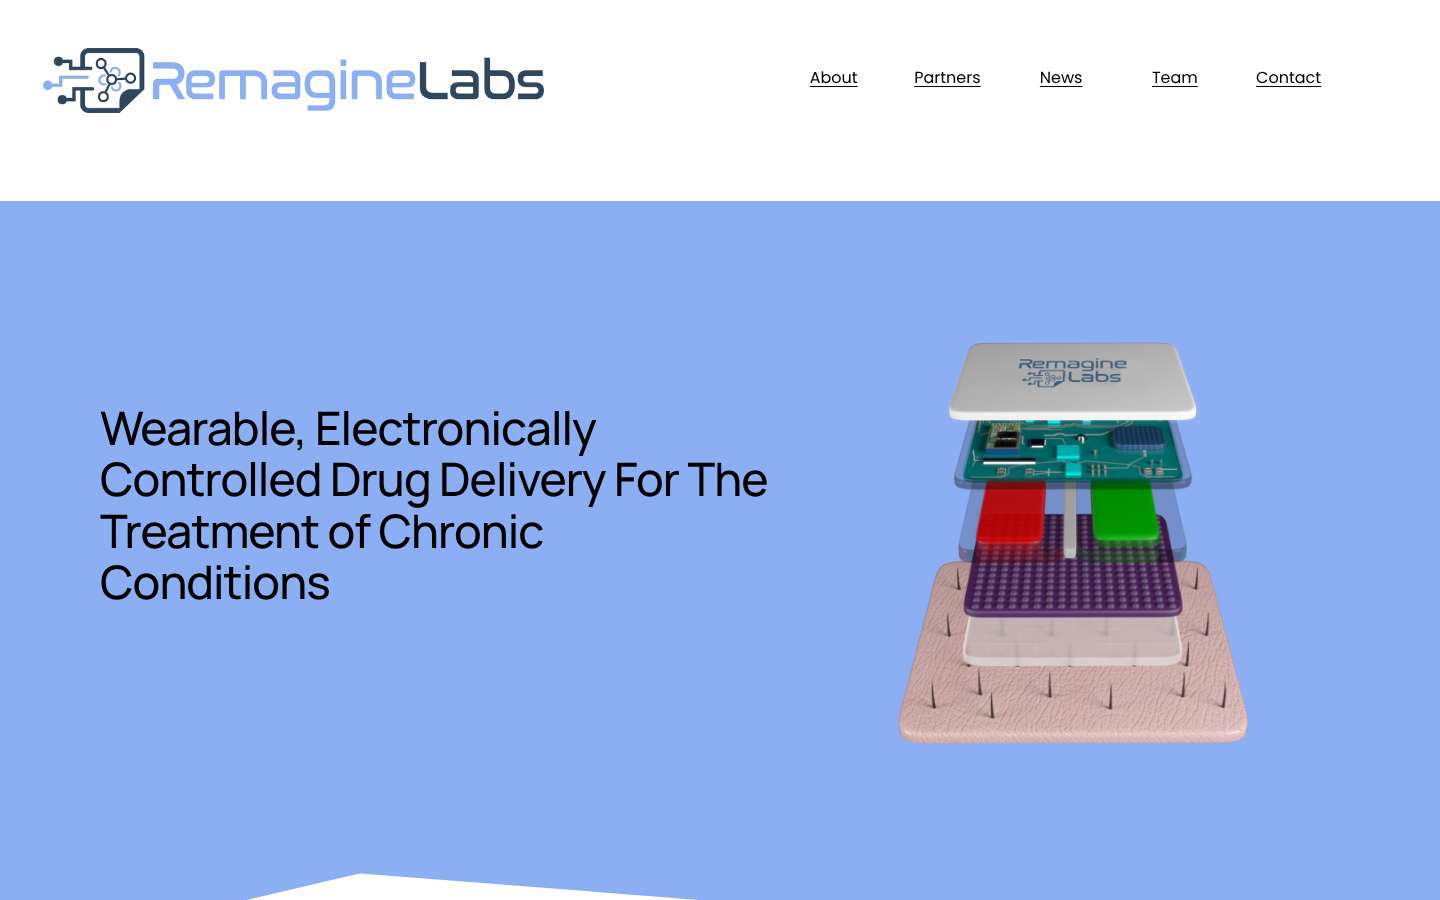 RemagineLabs
About Partners News Team Contact
Wearable, Electronically
Controlled Drug Delivery For The
Treatment of Chronic
Conditions
Remagine
Labs